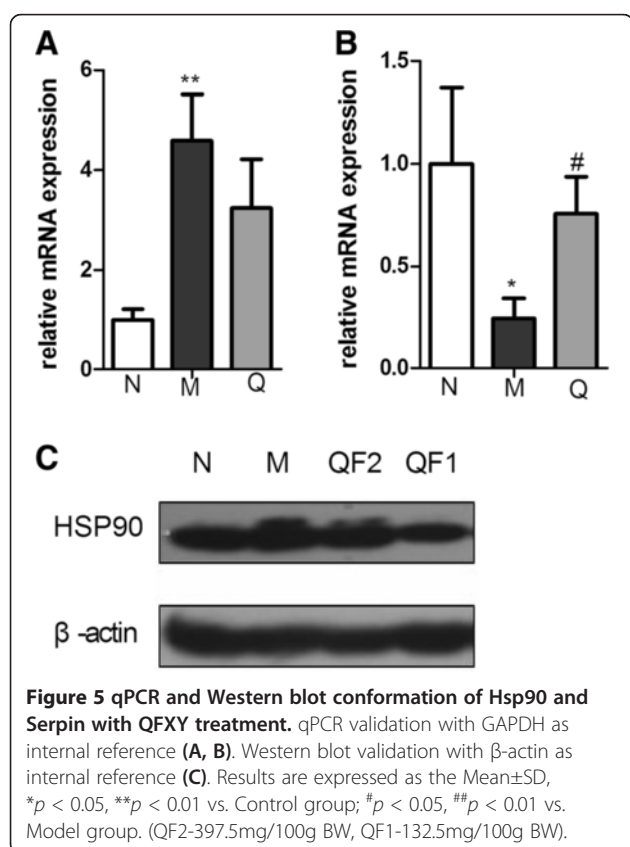 A
B
relative mRNA expression
6
4
2
0
**
N M Q
relative mRNA expression
1.5
1.0
0.5
0.0
*
#
N M Q
C
N M QF2 QF1
HSP90
β -actin
Figure 5 qPCR and Western blot conformation of Hsp90 and
Serpin with QFXY treatment. qPCR validation with GAPDH as
internal reference (A, B). Western blot validation with β-actin as
internal reference (C). Results are expressed as the Mean±SD,
*p < 0.05, **p < 0.01 vs. Control group; #p < 0.05, ##p < 0.01 vs.
Model group. (QF2-397.5mg/100g BW, QF1-132.5mg/100g BW).